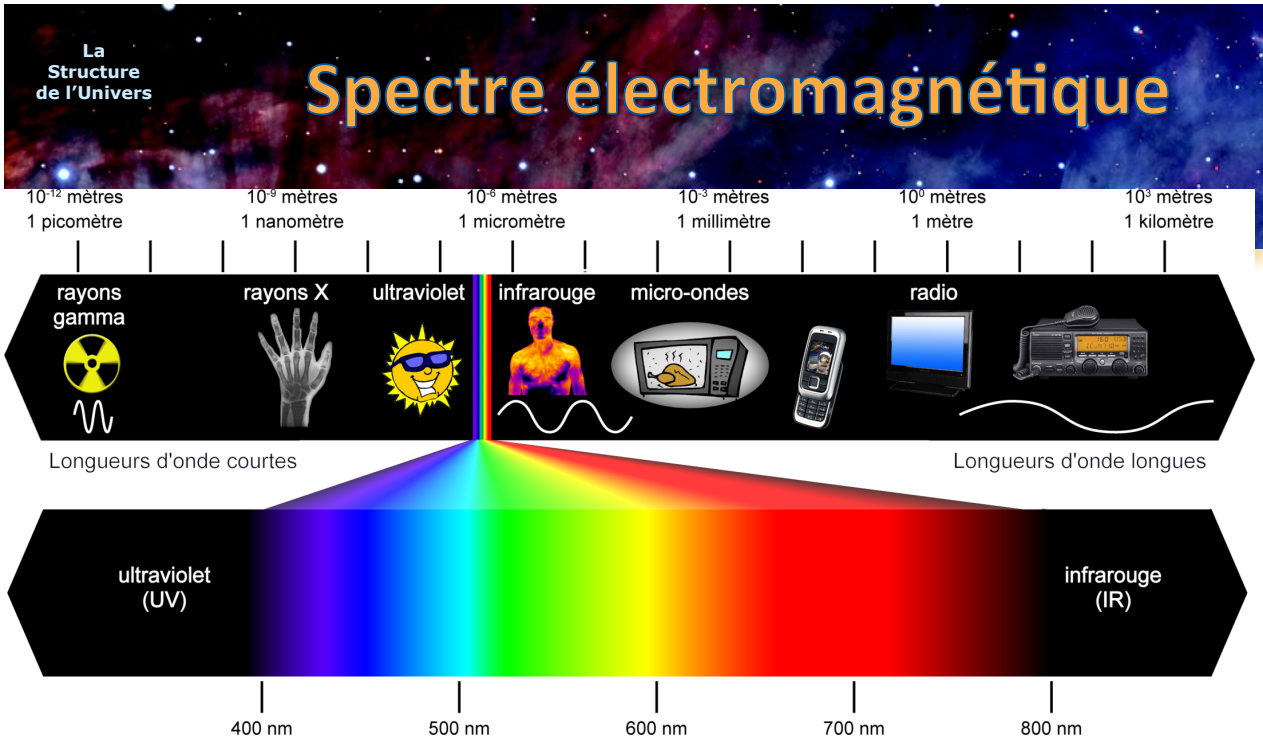 La
Structure
de l'Univers
Spectre électromagnétique
10⁻¹² mètres
1 picomètre
10⁻⁹ mètres
1 nanomètre
10⁻⁶ mètres
1 micromètre
10⁻³ mètres
1 millimètre
10⁰ mètres
1 mètre
10³ mètres
1 kilomètre
rayons
gamma
rayons X
ultraviolet
infrarouge
micro-ondes
radio
Longueurs d'onde courtes
Longueurs d'onde longues
ultraviolet
(UV)
infrarouge
(IR)
400 nm
500 nm
600 nm
700 nm
800 nm